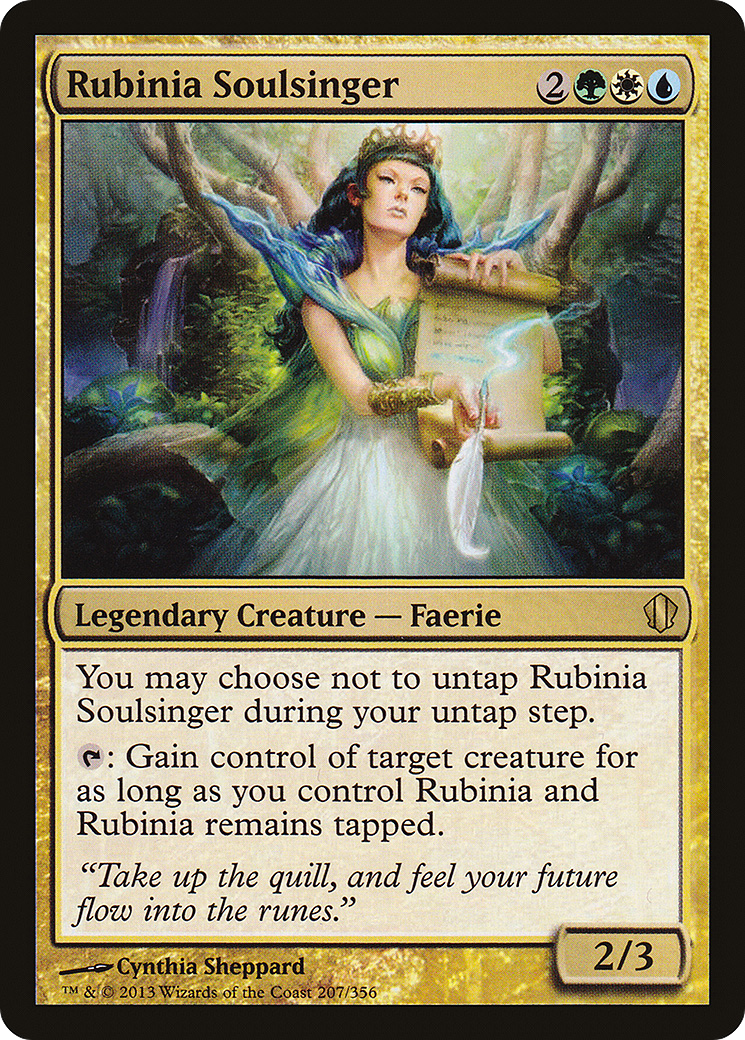 Rubinia Soulsinger 2
Legendary Creature — Faerie
You may choose not to untap Rubinia
Soulsinger during your untap step.
: Gain control of target creature for
as long as you control Rubinia and
Rubinia remains tapped.
“Take up the quill, and feel your future
flow into the runes.”
2/3
Cynthia Sheppard
™ & © 2013 Wizards of the Coast 207/356